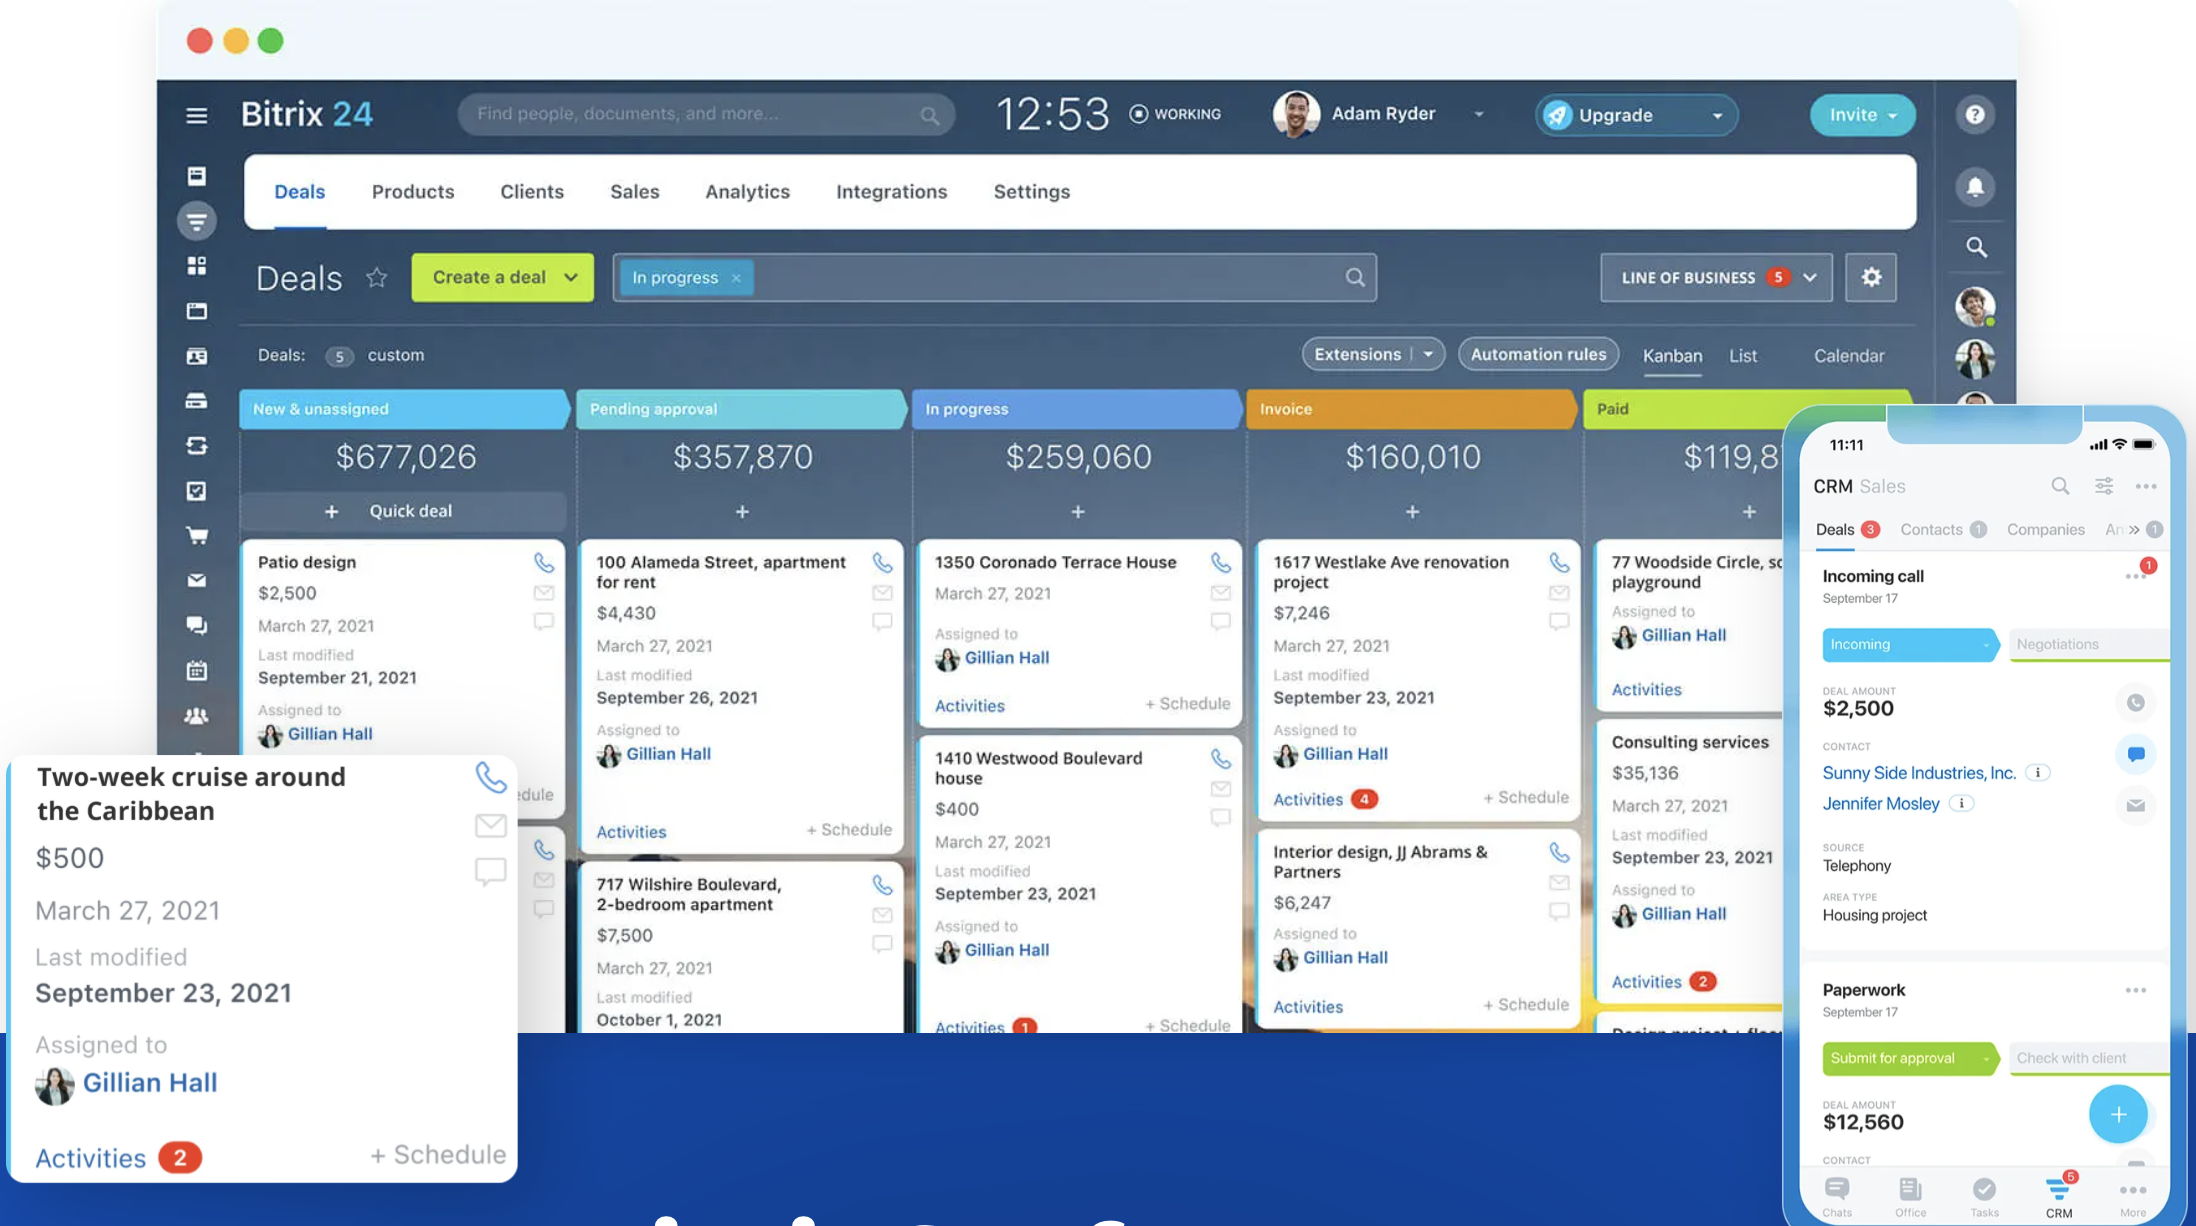 Bitrix 24
Find people, documents, and more...
12:53
WORKING
Adam Ryder
Upgrade
Invite
?
Deals
Products
Clients
Sales
Analytics
Integrations
Settings
Deals
Create a deal
In progress ×
LINE OF BUSINESS 5
Deals: 5 custom
Extensions
Automation rules
Kanban
List
Calendar
New & unassigned
$677,026
+ Quick deal
Patio design
$2,500
March 27, 2021
Last modified
September 21, 2021
Assigned to
Gillian Hall
Two-week cruise around
the Caribbean
$500
March 27, 2021
Last modified
September 23, 2021
Assigned to
Gillian Hall
Activities 2
+ Schedule
Pending approval
$357,870
+
100 Alameda Street, apartment
for rent
$4,430
March 27, 2021
Last modified
September 26, 2021
Assigned to
Gillian Hall
Activities
+ Schedule
717 Wilshire Boulevard,
2-bedroom apartment
$7,500
March 27, 2021
Last modified
October 1, 2021
In progress
$259,060
+
1350 Coronado Terrace House
March 27, 2021
Assigned to
Gillian Hall
Activities
+ Schedule
1410 Westwood Boulevard
house
$400
March 27, 2021
Last modified
September 23, 2021
Assigned to
Gillian Hall
Activities 1
+ Schedule
Invoice
$160,010
+
1617 Westlake Ave renovation
project
$7,246
March 27, 2021
Last modified
September 23, 2021
Assigned to
Gillian Hall
Activities 4
+ Schedule
Interior design, JJ Abrams &
Partners
$6,247
Assigned to
Gillian Hall
Activities
+ Schedule
Paid
$119,8
+
77 Woodside Circle,
playground
Assigned to
Gillian Hall
Activities
Consulting services
$35,136
March 27, 2021
Last modified
September 23, 2021
Assigned to
Gillian Hall
Activities 2
Design project +
11:11
CRM Sales
Deals 3
Contacts 1
Companies
1
Incoming call
1
September 17
Incoming
Negotiations
DEAL AMOUNT
$2,500
CONTACT
Sunny Side Industries, Inc. i
Jennifer Mosley i
SOURCE
Telephony
AREA TYPE
Housing project
Paperwork
September 17
Submit for approval
Check with client
DEAL AMOUNT
$12,560
+
CONTACT
5
Chats
Office
Tasks
CRM
More